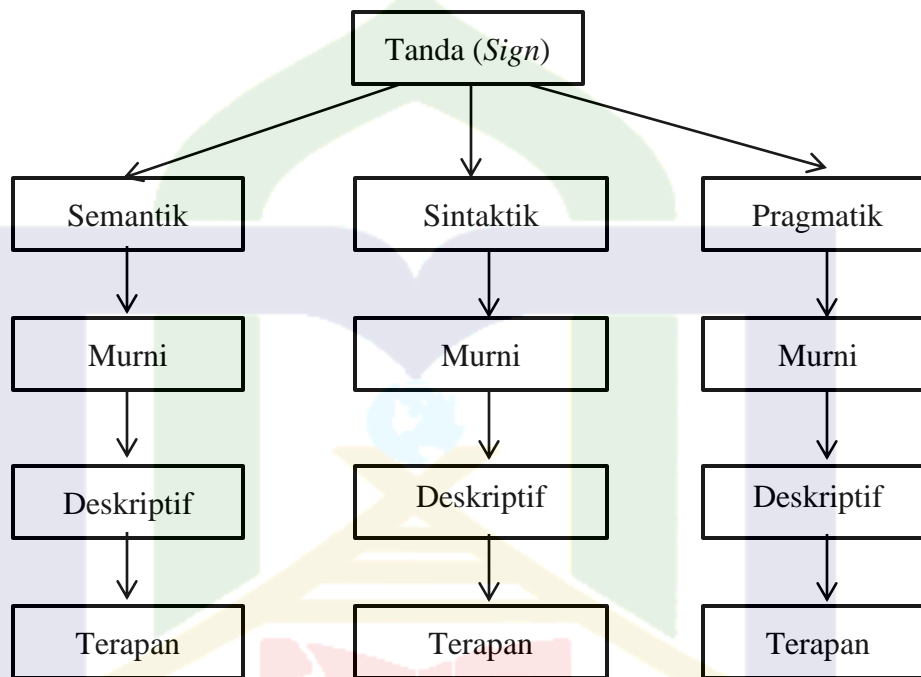 Tanda (Sign)
Semantik
Sintaktik
Pragmatik
Murni
Murni
Murni
Deskriptif
Deskriptif
Deskriptif
Terapan
Terapan
Terapan